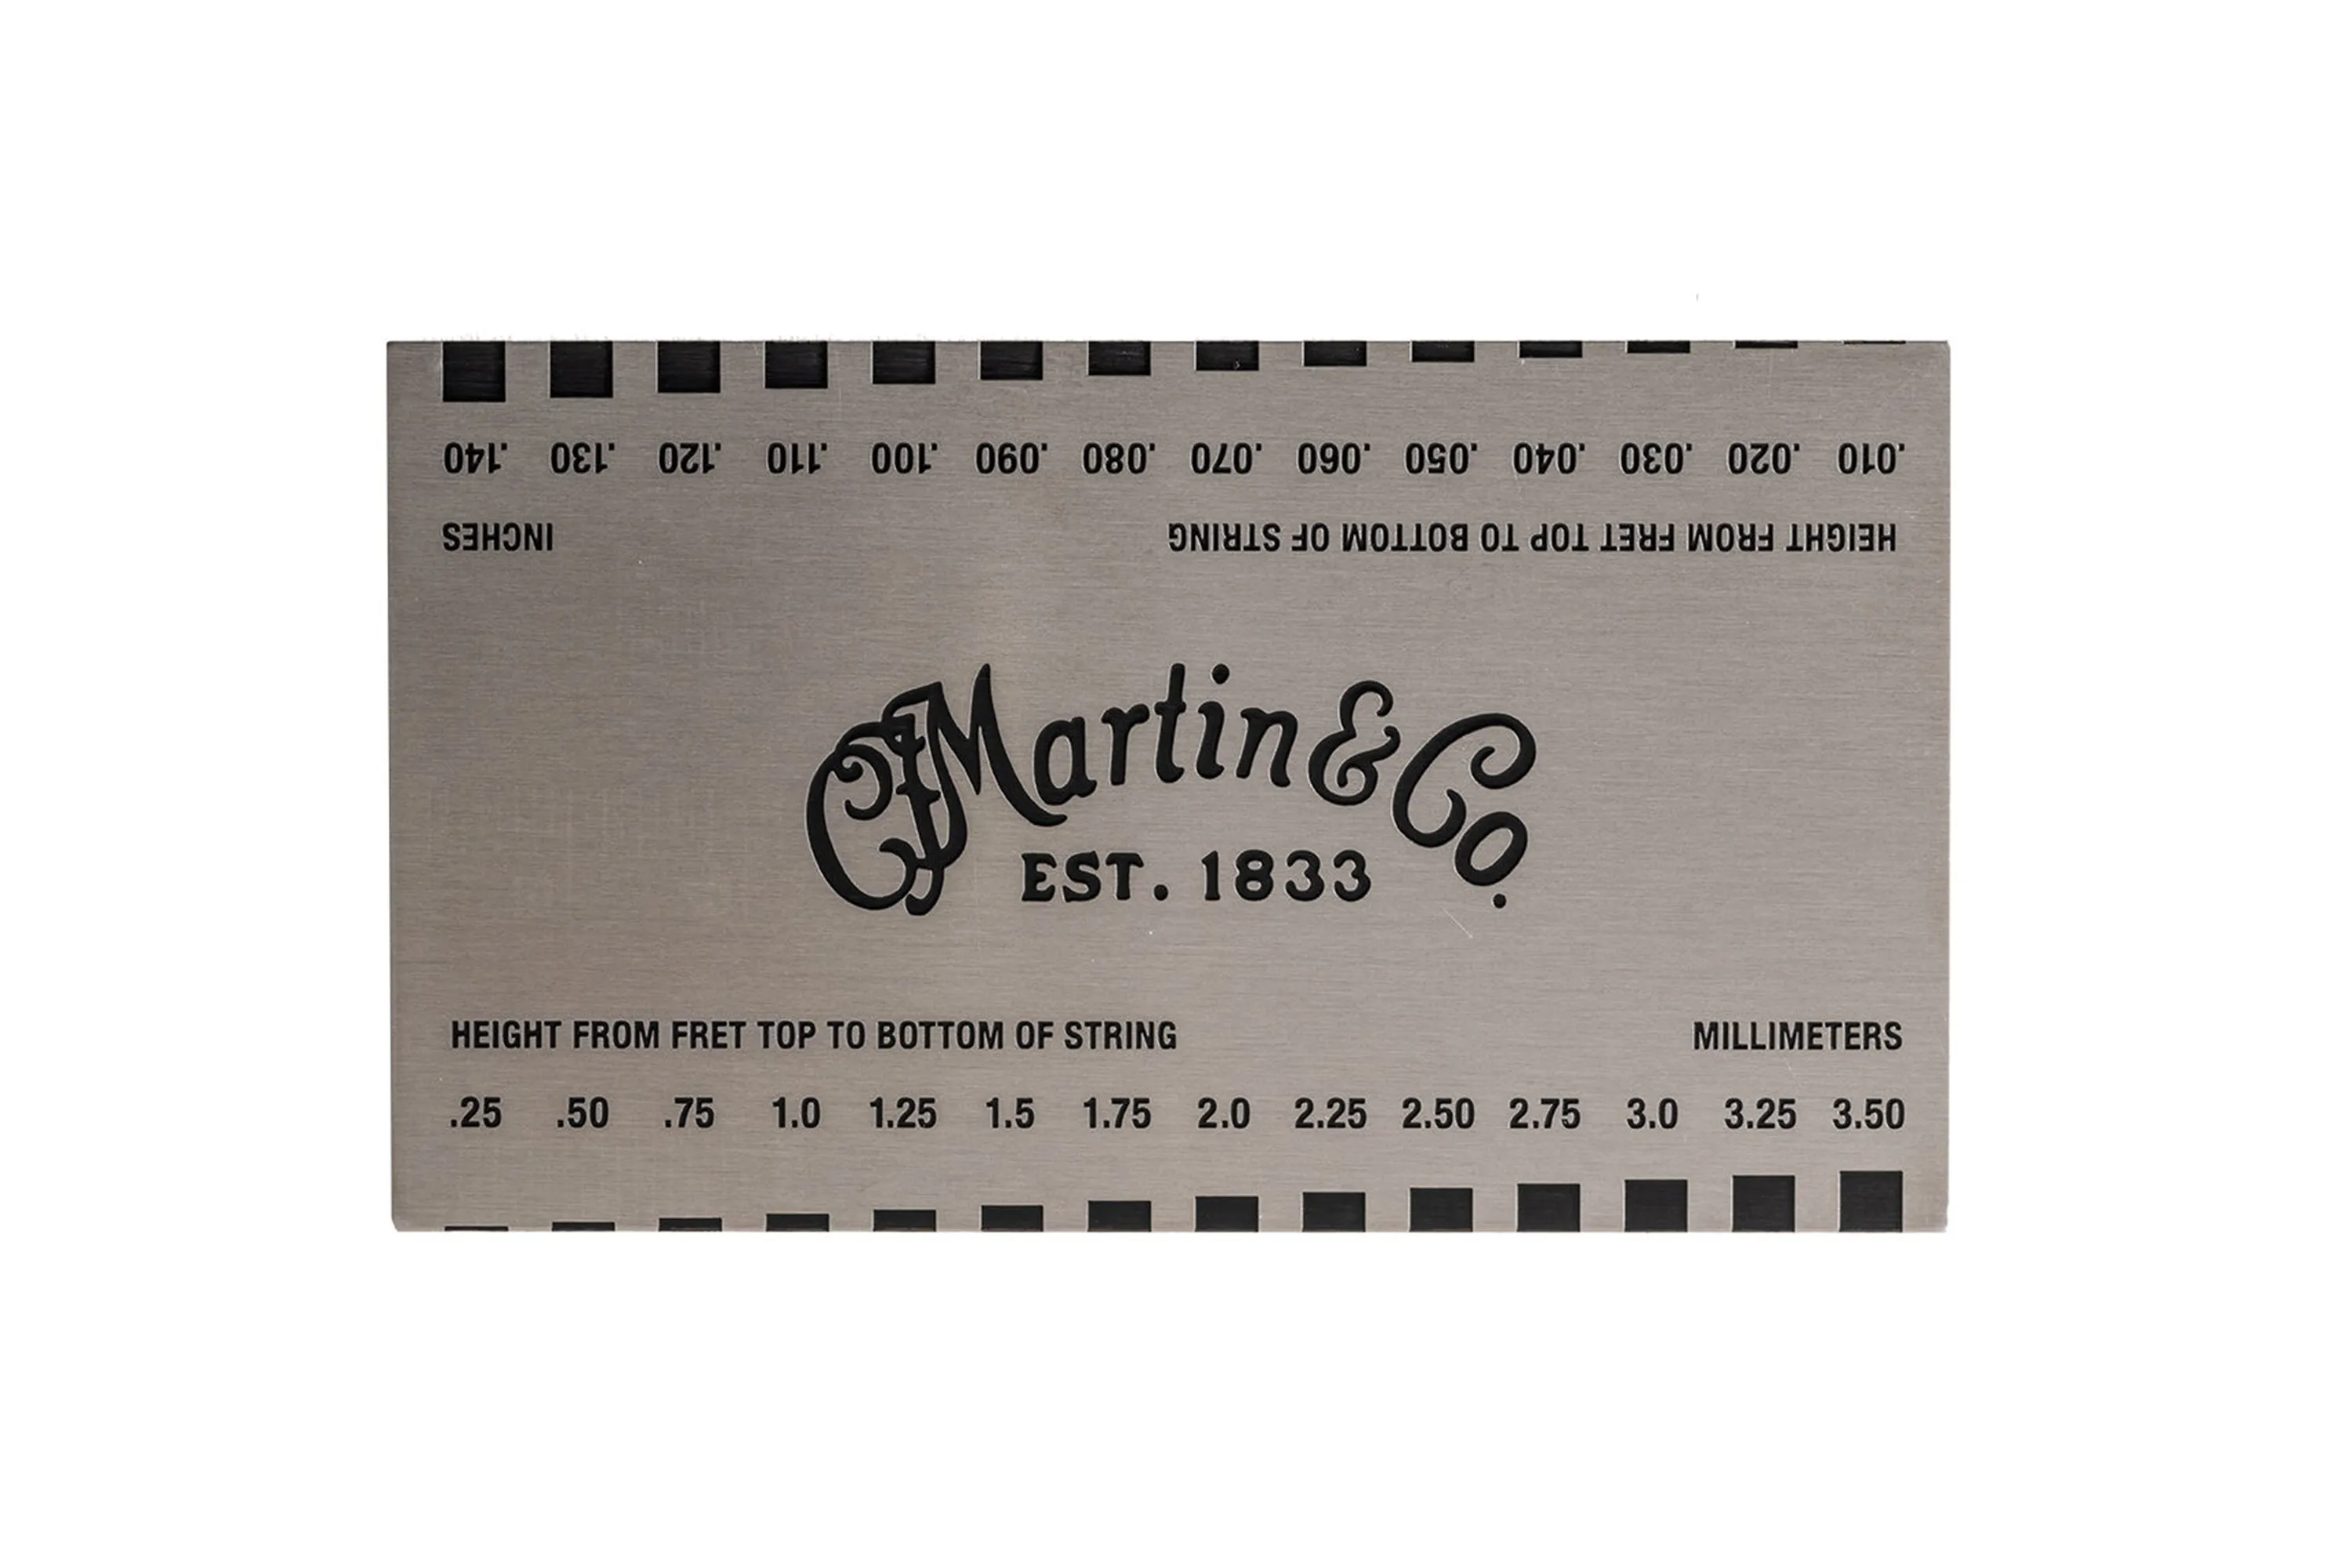 .140 .130 .120 .110 .100 .090 .080 .070 .060 .050 .040 .030 .020 .010
INCHES HEIGHT FROM FRET TOP TO BOTTOM OF STRING
CF Martin & Co.
EST. 1833
HEIGHT FROM FRET TOP TO BOTTOM OF STRING MILLIMETERS
.25 .50 .75 1.0 1.25 1.5 1.75 2.0 2.25 2.50 2.75 3.0 3.25 3.50